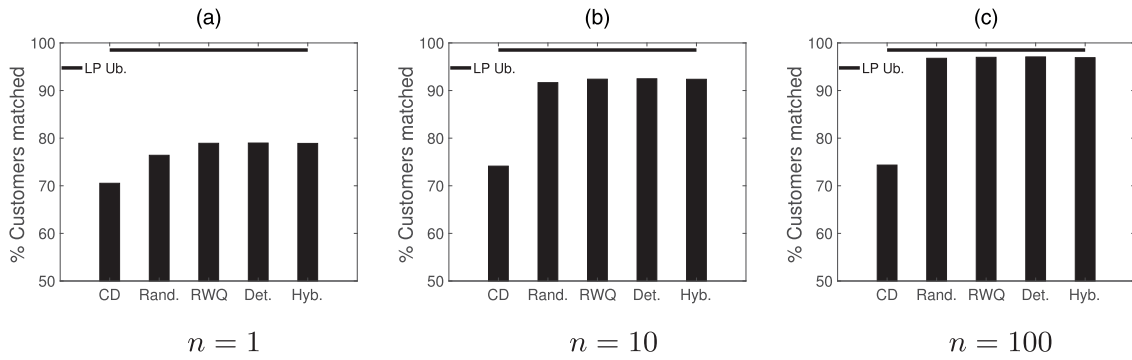 (a)
% Customers matched
100
90
80
70
60
50
LP Ub.
CD Rand. RWQ Det. Hyb.
n = 1
(b)
% Customers matched
100
90
80
70
60
50
LP Ub.
CD Rand. RWQ Det. Hyb.
n = 10
(c)
% Customers matched
100
90
80
70
60
50
LP Ub.
CD Rand. RWQ Det. Hyb.
n = 100